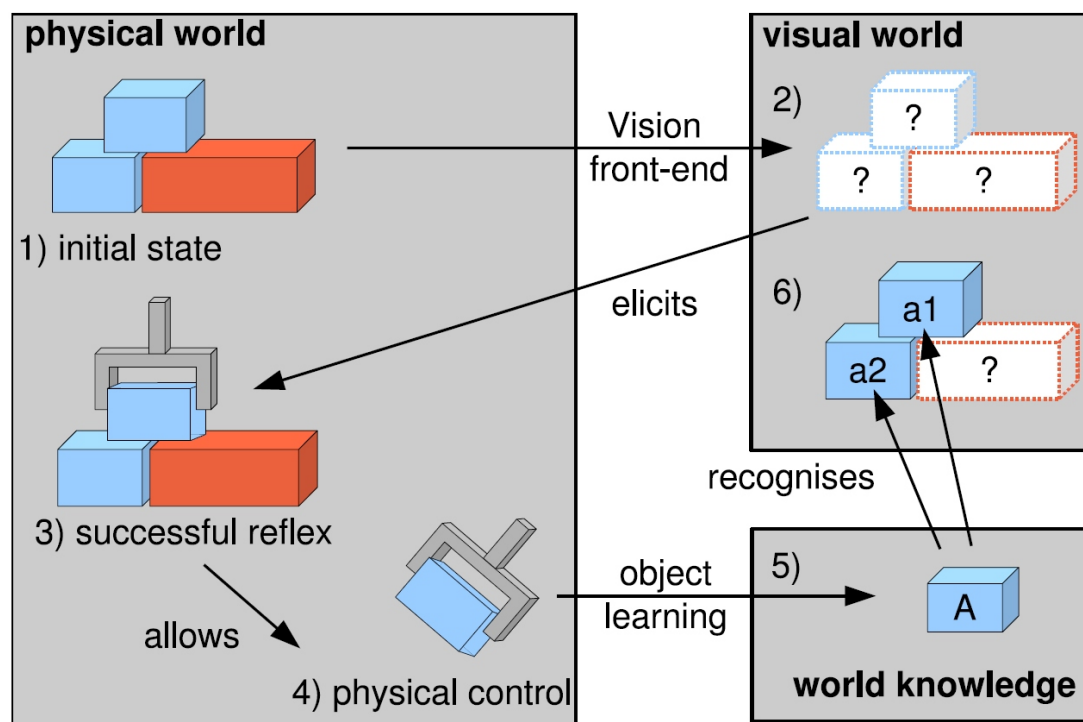 physical world
1) initial state
3) successful reflex
allows
4) physical control
Vision
front-end
elicits
object
learning
visual world
2)
?
?
?
6)
a1
a2
?
recognises
5)
A
world knowledge